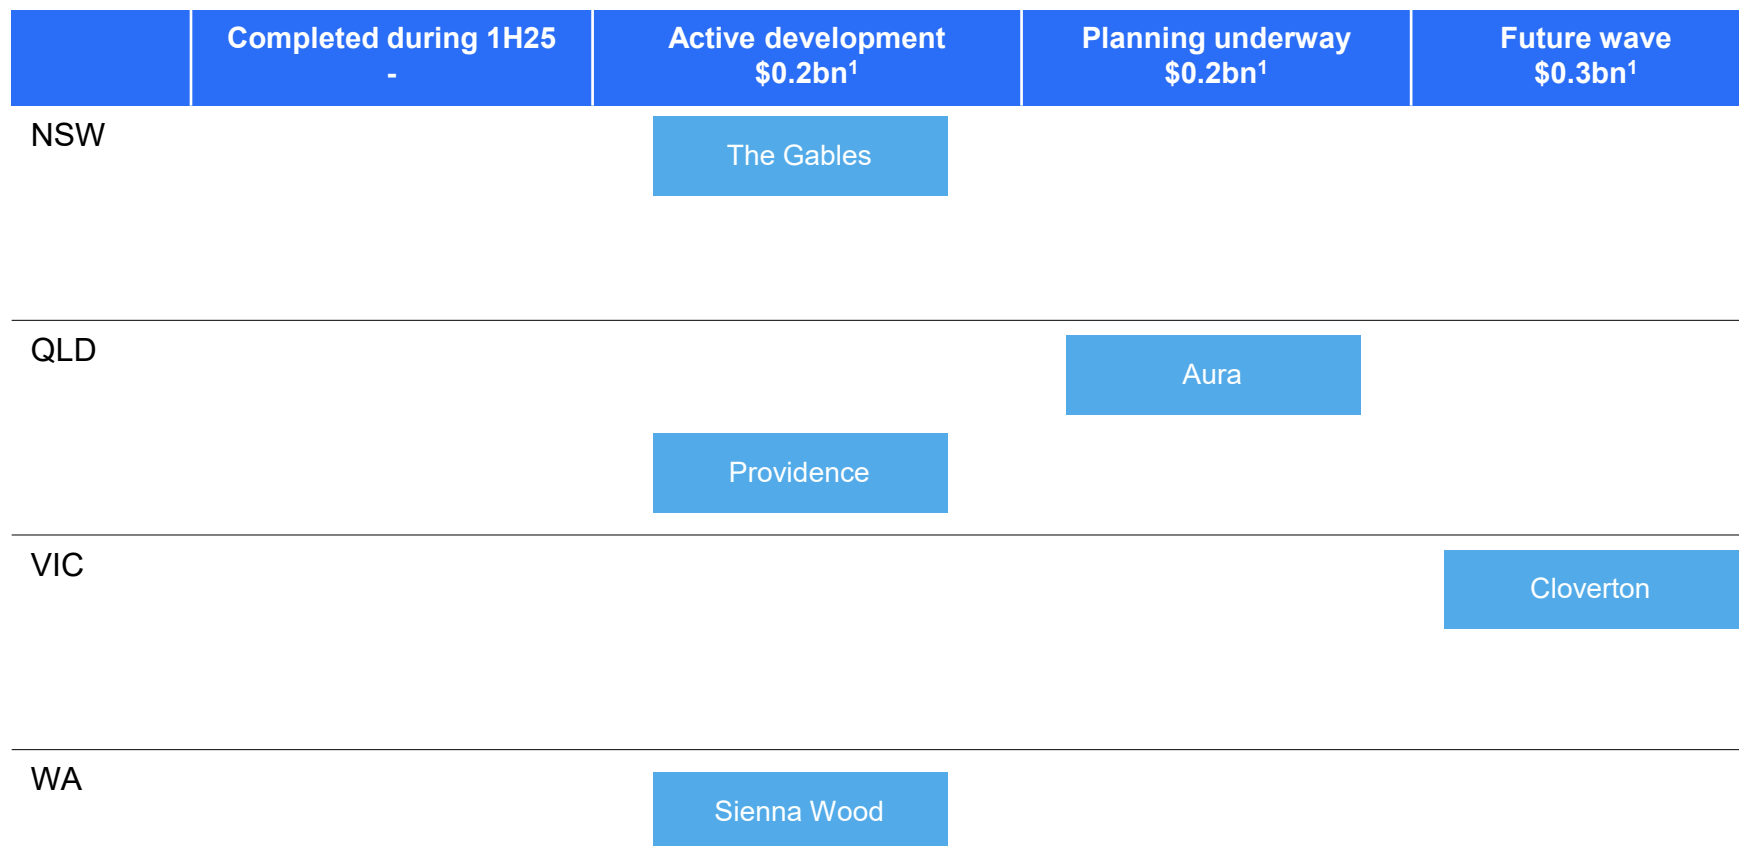 Completed during 1H25
-
Active development
$0.2bn¹
Planning underway
$0.2bn¹
Future wave
$0.3bn¹
NSW
The Gables
QLD
Aura
Providence
VIC
Cloverton
WA
Sienna Wood